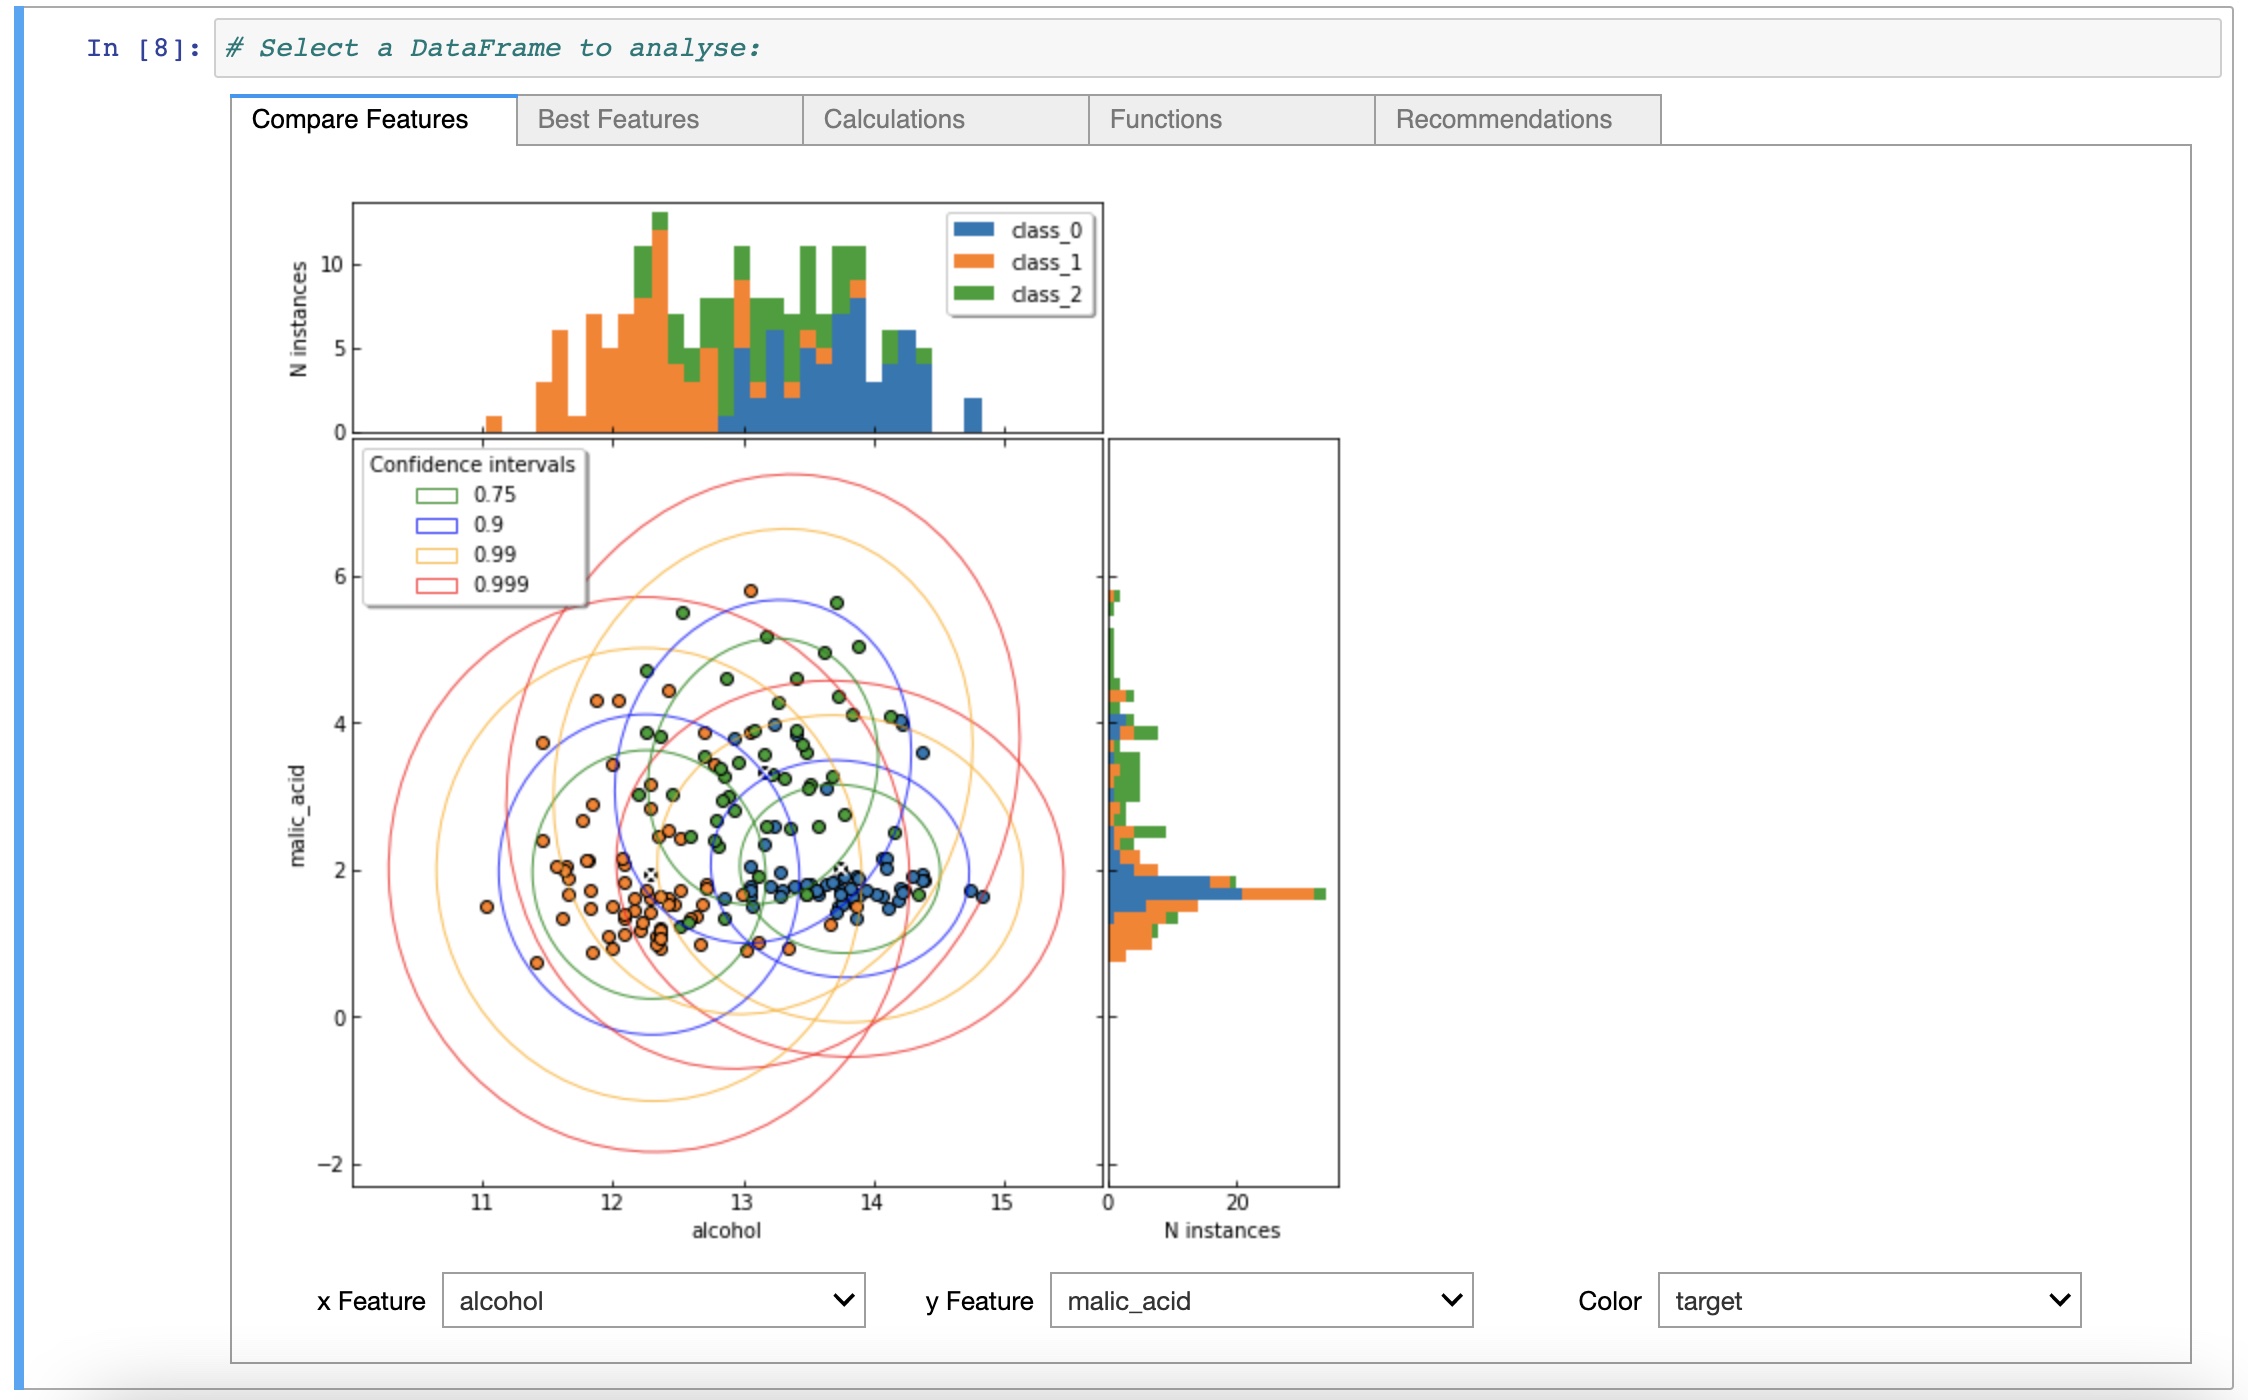 In [8]: # Select a DataFrame to analyse:
Compare Features Best Features Calculations Functions Recommendations
class_0
class_1
class_2
N instances
10
5
0
Confidence intervals
0.75
0.9
0.99
0.999
malic_acid
6
4
2
0
−2
11 12 13 14 15
alcohol
0 20
N instances
x Feature alcohol y Feature malic_acid Color target